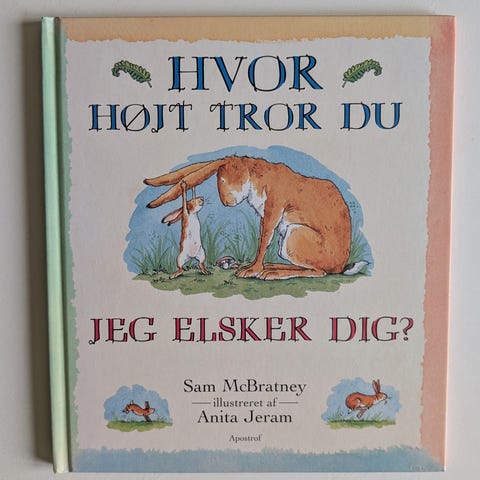 HVOR
HØJT TROR DU
JEG ELSKER DIG?
Sam McBratney
illustreret af
Anita Jeram
Apostrof